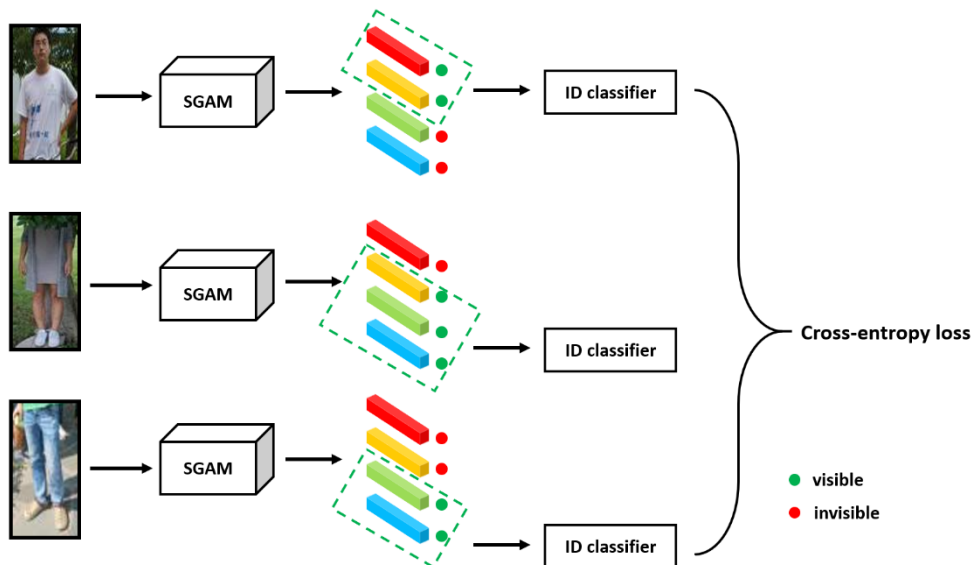 SGAM
ID classifier
SGAM
ID classifier
Cross-entropy loss
SGAM
ID classifier
visible
invisible